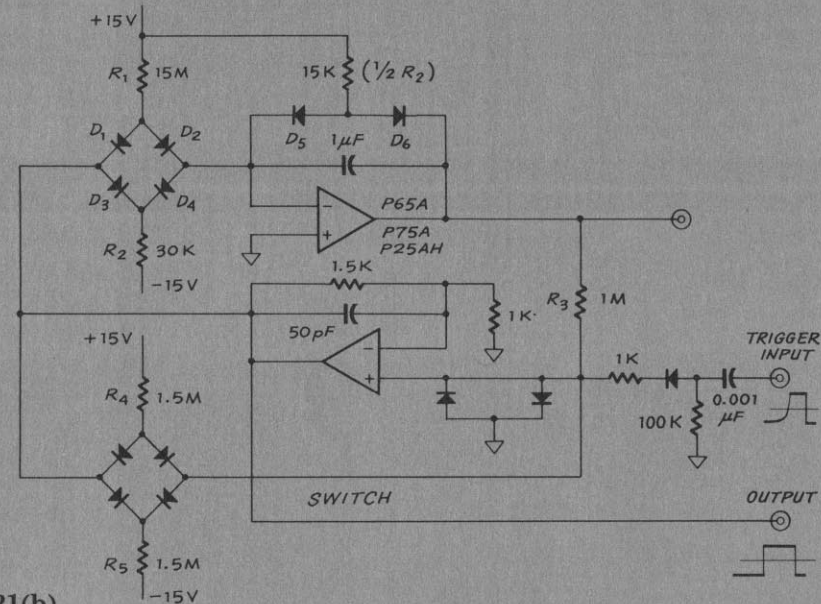 +15V
R1 15M
15K (1/2 R2)
D1 D2
D5 D6
1µF
D3 D4
R2 30K
-15V
P65A
P75A
P25AH
1.5K
50pF
1K
R3 1M
+15V
R4 1.5M
1K
TRIGGER
INPUT
0.001
µF
100K
SWITCH
OUTPUT
R5 1.5M
-15V
21(b)